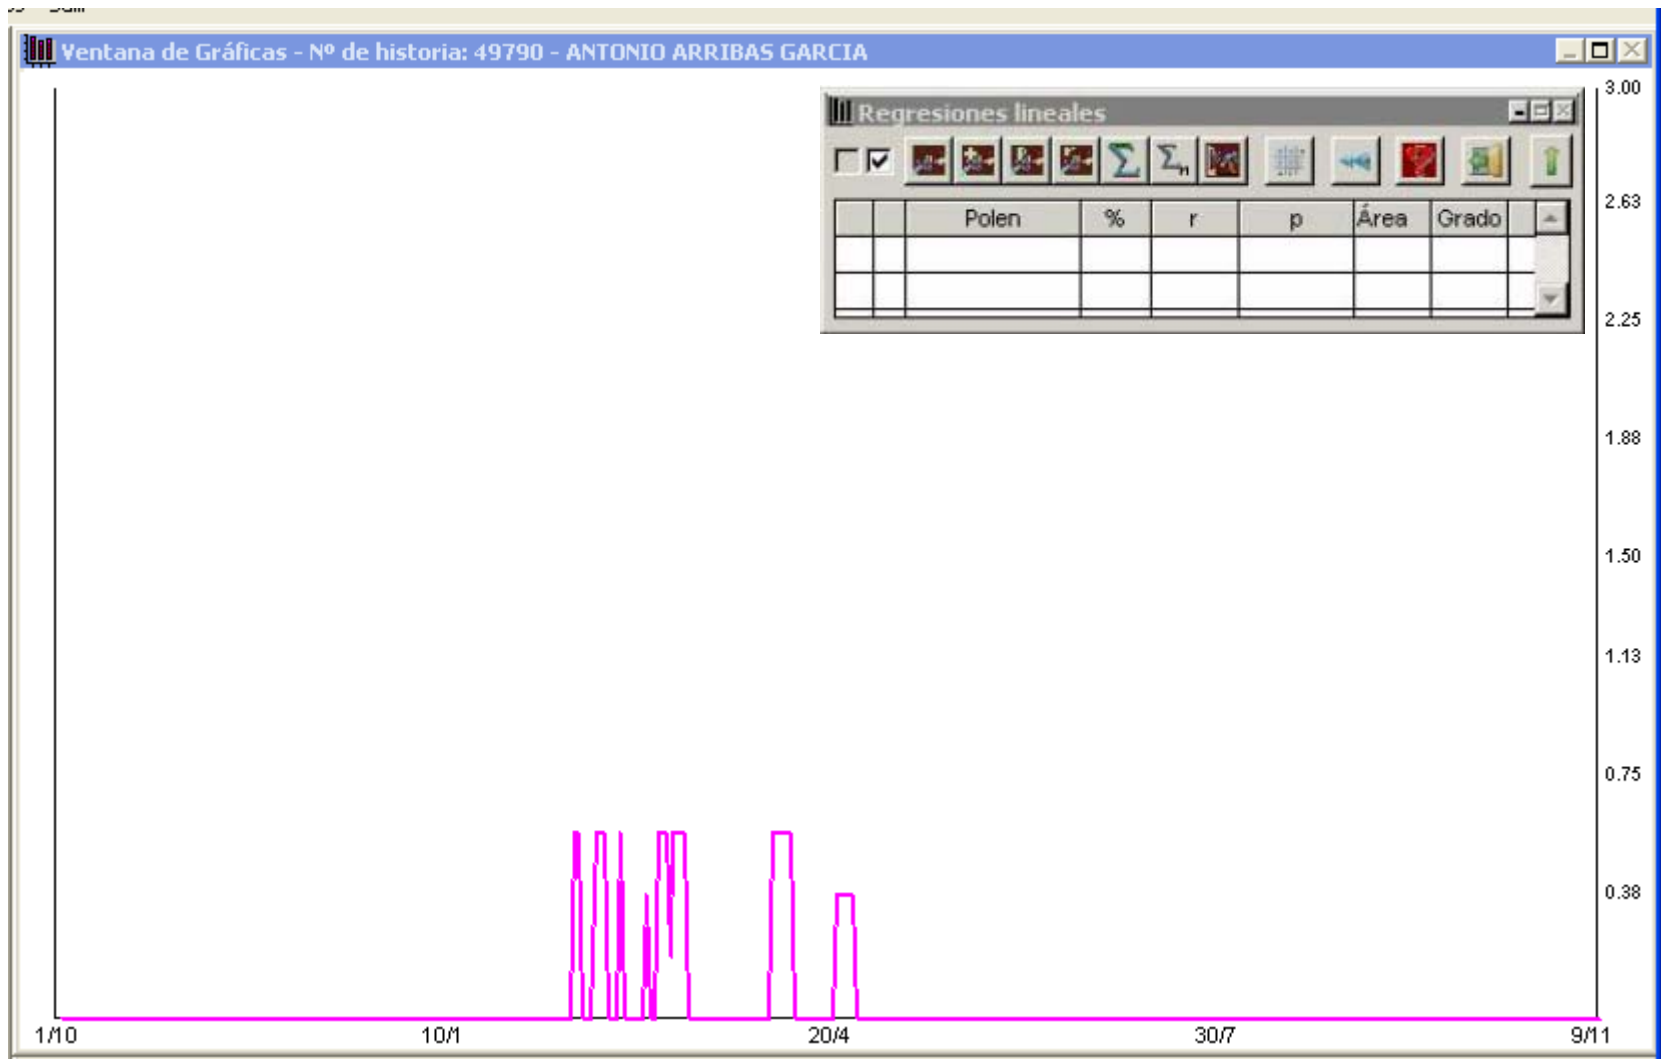 Ventana de Gráficas - Nº de historia: 49790 - ANTONIO ARRIBAS GARCIA
Regresiones lineales
Polen % r p Área Grado
3.00
2.63
2.25
1.88
1.50
1.13
0.75
0.38
1/10 10/1 20/4 30/7 9/11